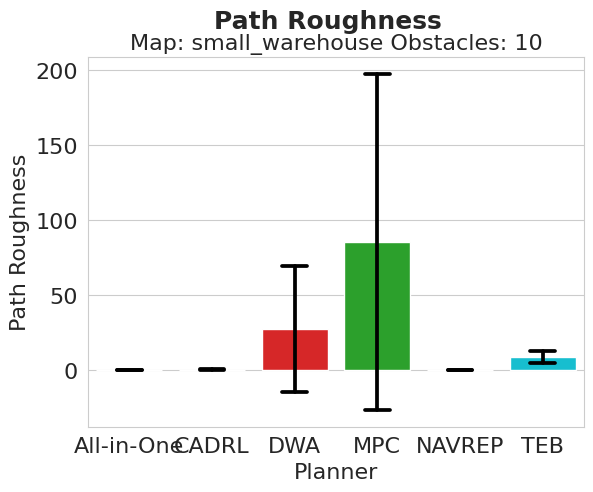 Path Roughness
Map: small_warehouse Obstacles: 10
200
150
100
50
0
Path Roughness
All-in-One CADRL DWA MPC NAVREP TEB
Planner